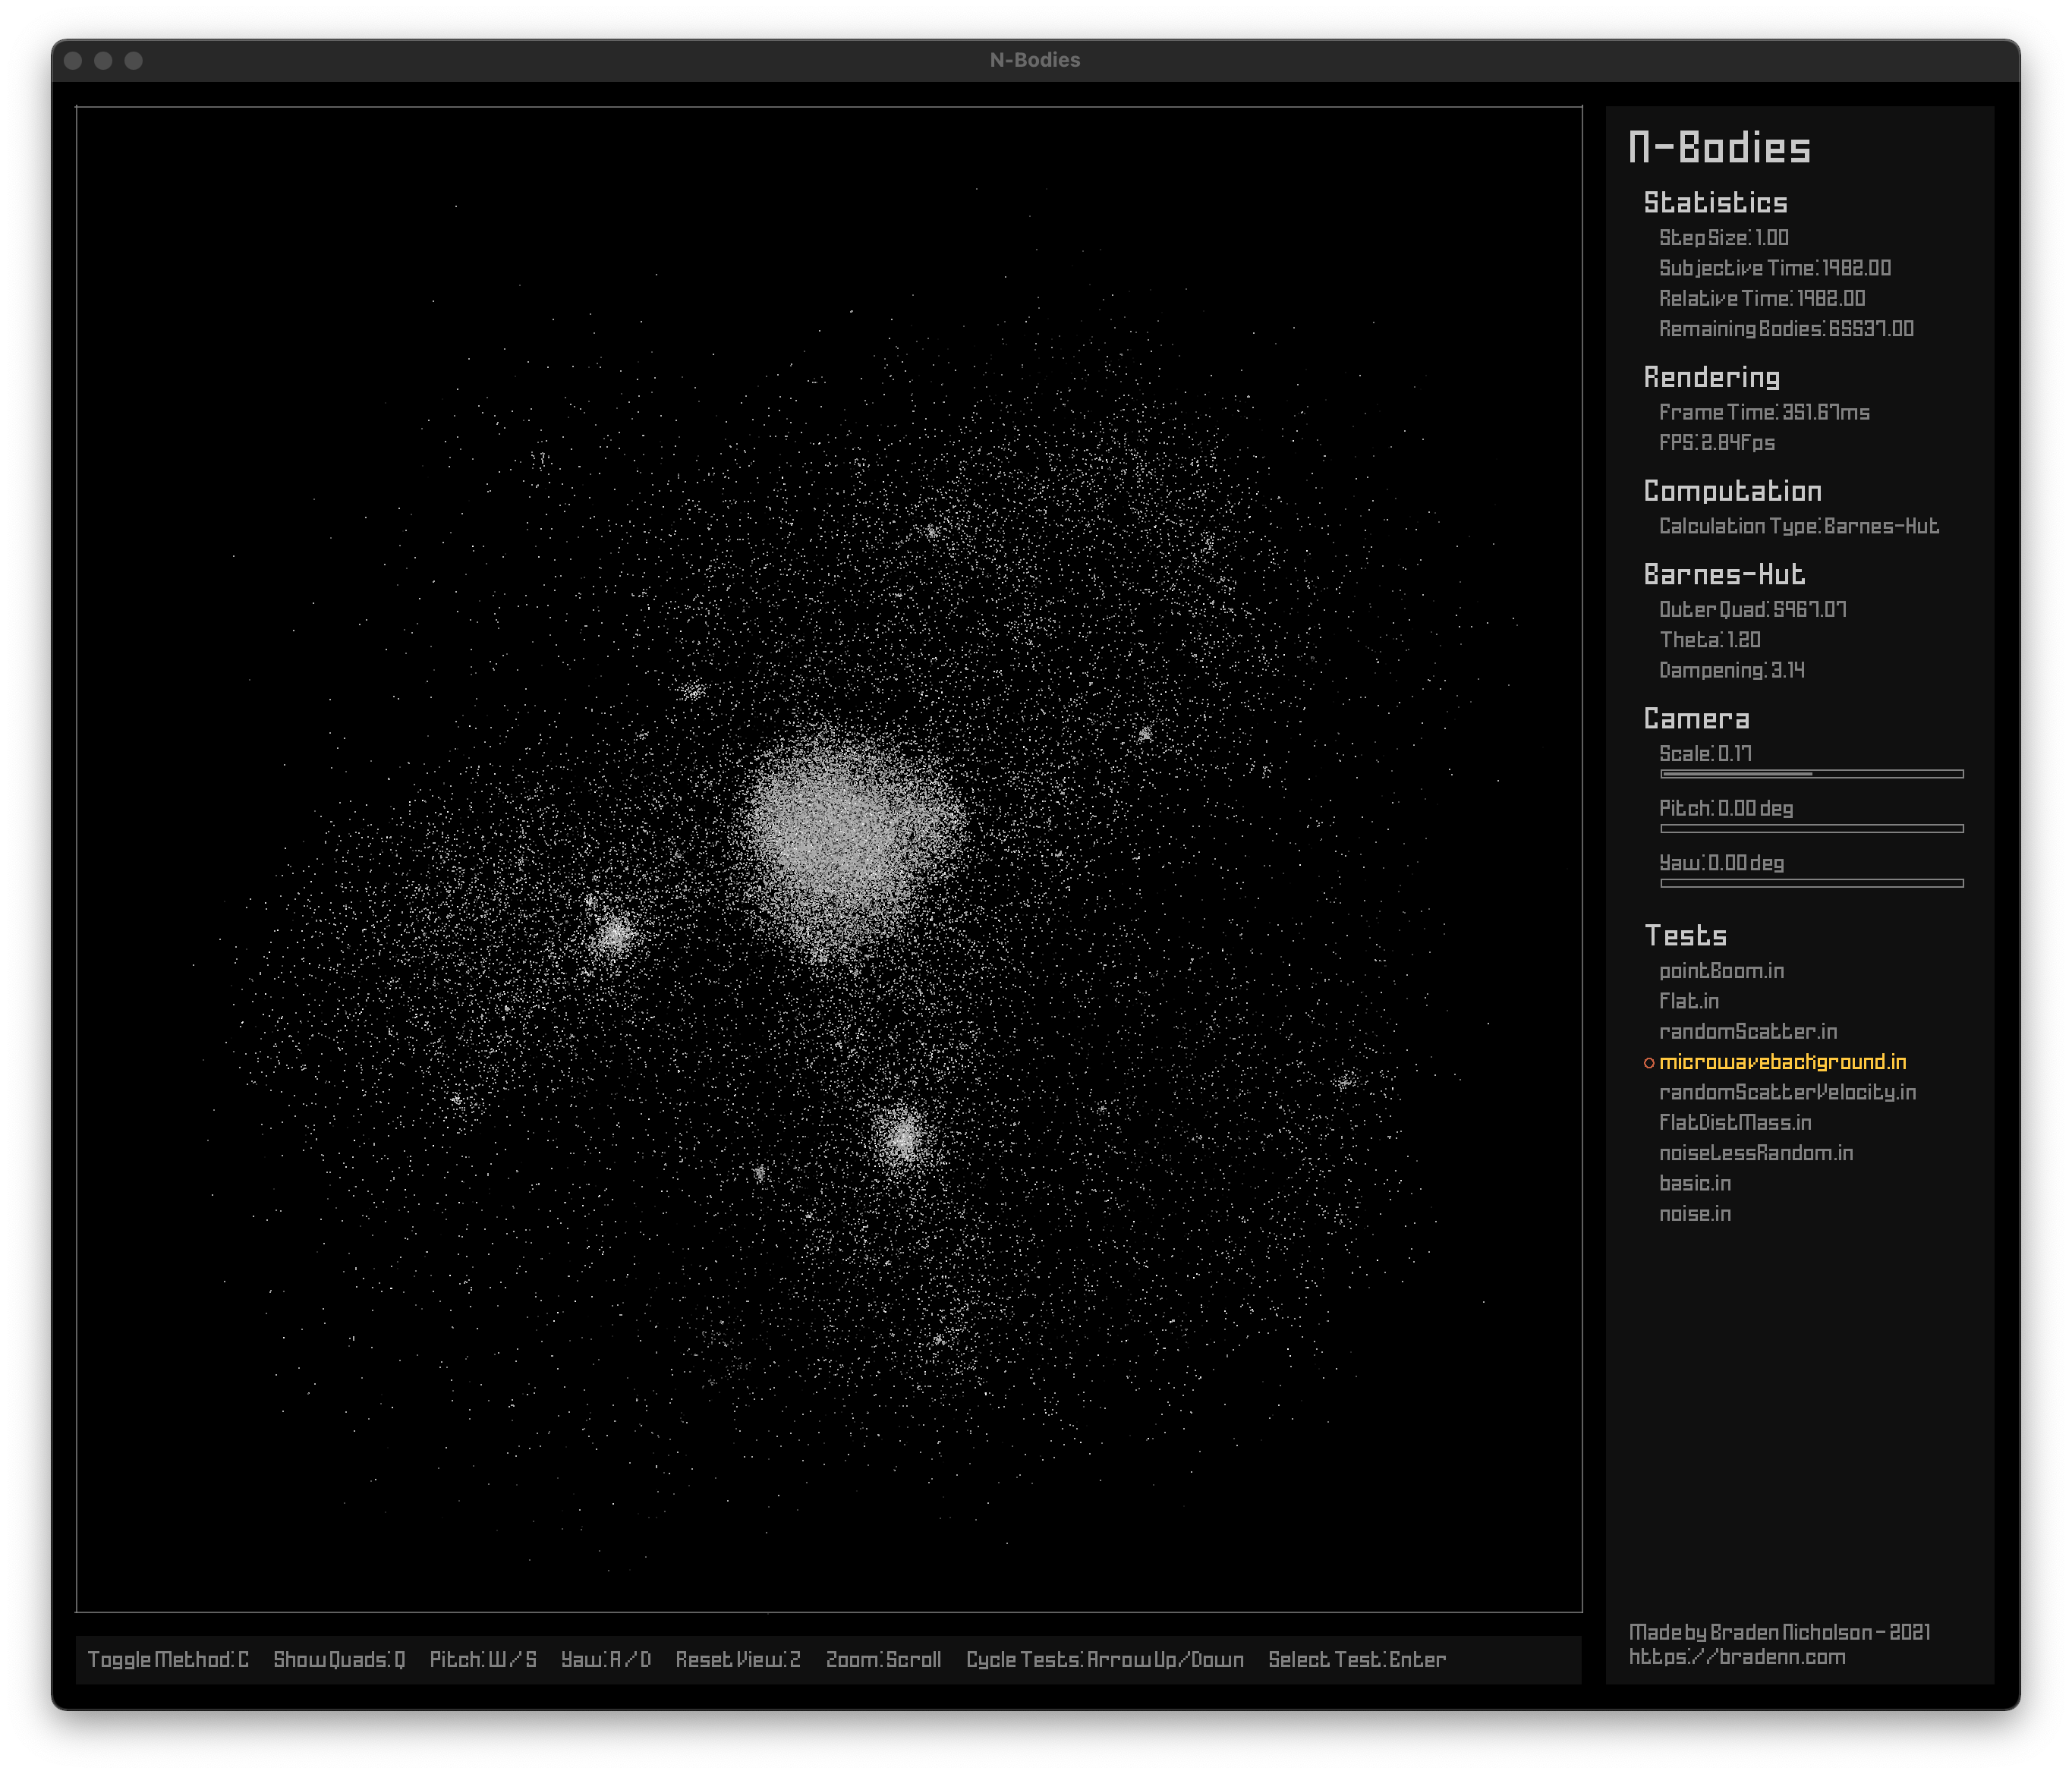 N-Bodies
N-Bodies
Statistics
Step Size: 1.00
Subjective Time: 1982.00
Relative Time: 1982.00
Remaining Bodies: 65537.00
Rendering
Frame Time: 351.67ms
FPS: 2.84fps
Computation
Calculation Type: Barnes-Hut
Barnes-Hut
Outer Quad: 5967.07
Theta: 1.20
Dampening: 3.14
Camera
Scale: 0.17
Pitch: 0.00 deg
Yaw: 0.00 deg
Tests
pointBoom.in
flat.in
randomScatter.in
microwavebackground.in
randomScatterVelocity.in
flatDistMass.in
noiseLessRandom.in
basic.in
noise.in
Made by Braden Nicholson - 2021
https://bradenn.com
Toggle Method: C Show Quads: Q Pitch: W / S Yaw: A / D Reset View: Z Zoom: Scroll Cycle Tests: Arrow Up/Down Select Test: Enter